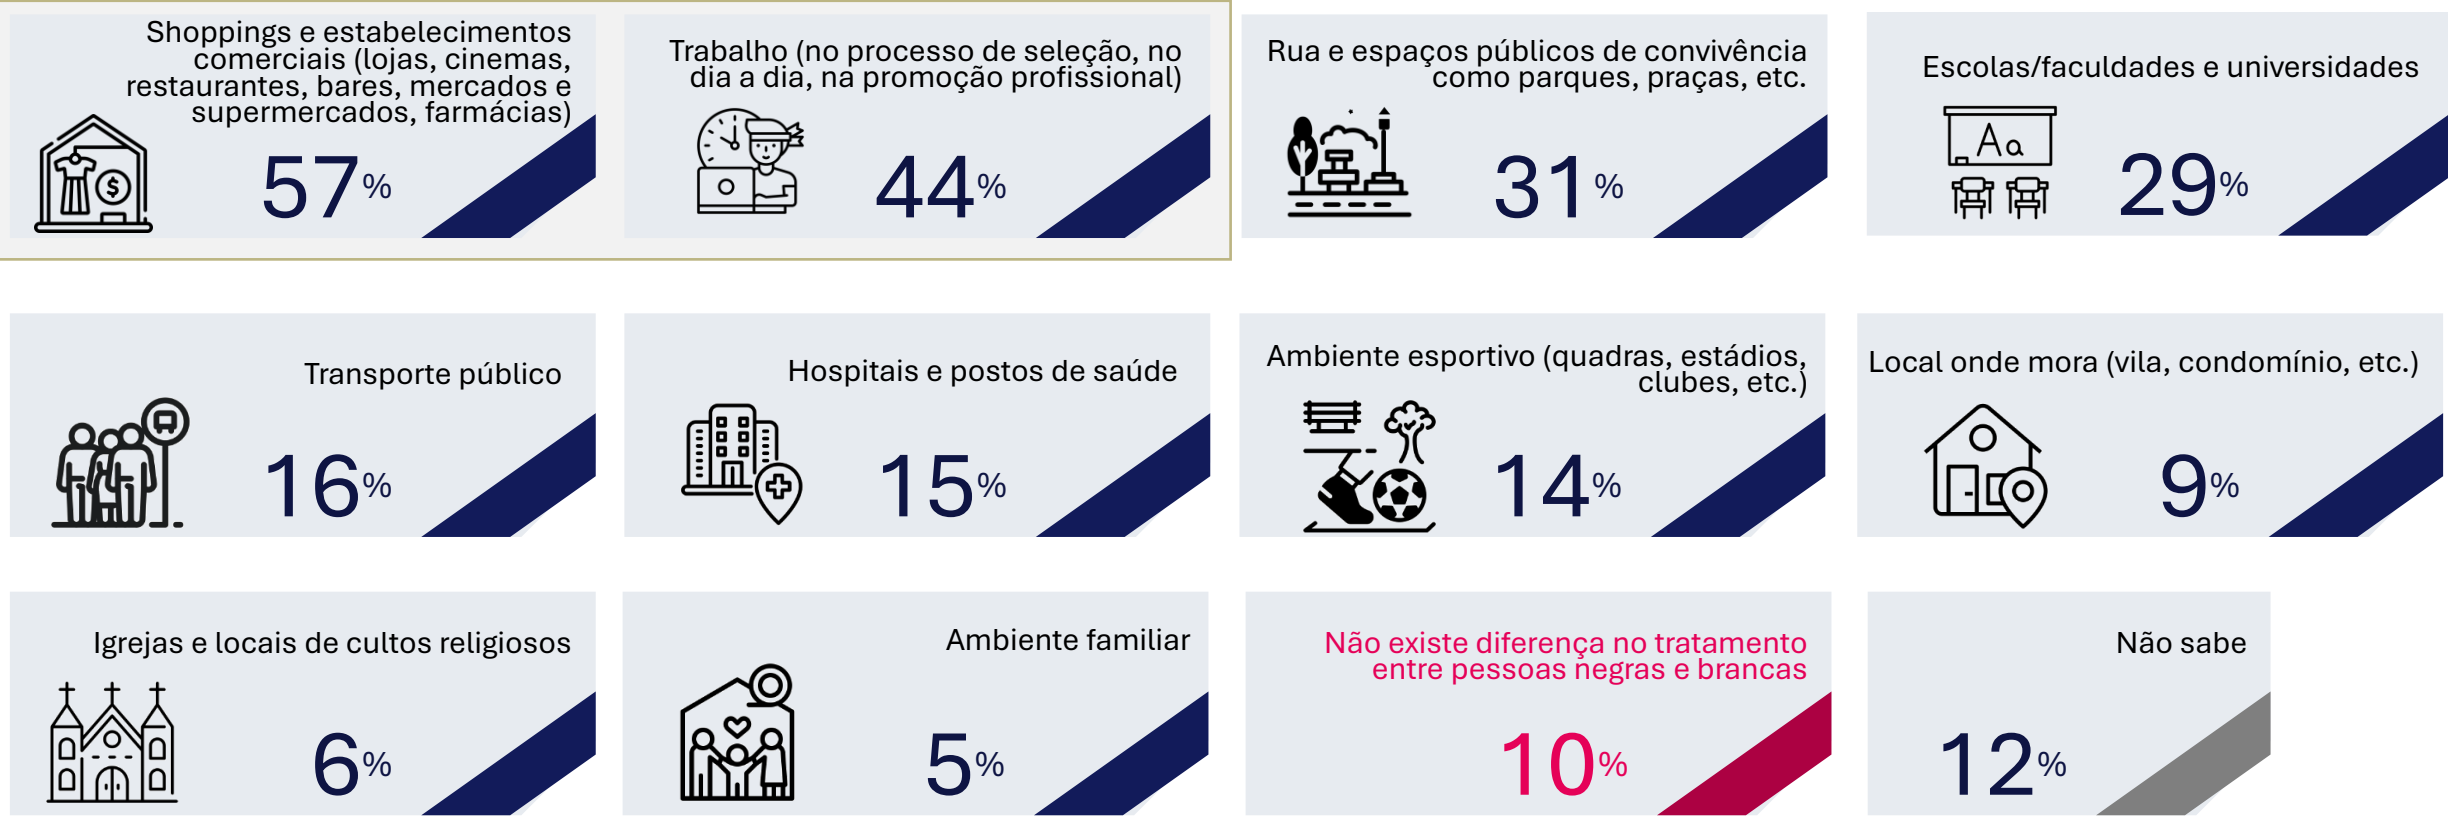 Shoppings e estabelecimentos
comerciais (lojas, cinemas,
restaurantes, bares, mercados e
supermercados, farmácias)
57%
Trabalho (no processo de seleção, no
dia a dia, na promoção profissional)
44%
Rua e espaços públicos de convivência
como parques, praças, etc.
31%
Escolas/faculdades e universidades
Aa
29%
Transporte público
16%
Hospitais e postos de saúde
15%
Ambiente esportivo (quadras, estádios,
clubes, etc.)
14%
Local onde mora (vila, condomínio, etc.)
9%
Igrejas e locais de cultos religiosos
6%
Ambiente familiar
5%
Não existe diferença no tratamento
entre pessoas negras e brancas
10%
Não sabe
12%